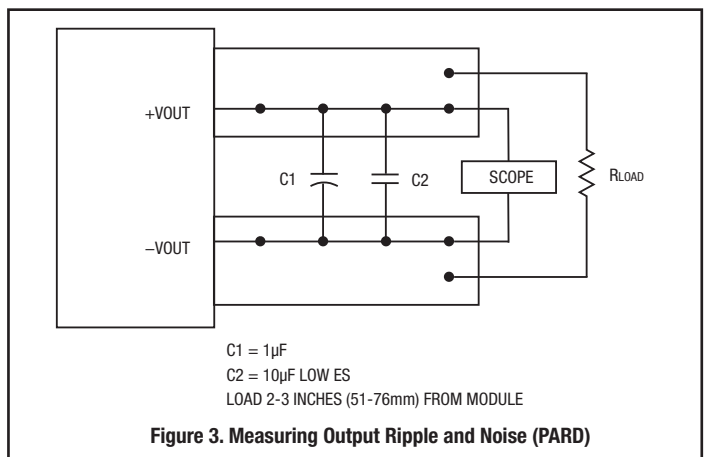 +VOUT
C1
C2
SCOPE
RLOAD
−VOUT
C1 = 1µF
C2 = 10µF LOW ES
LOAD 2-3 INCHES (51-76mm) FROM MODULE
Figure 3. Measuring Output Ripple and Noise (PARD)